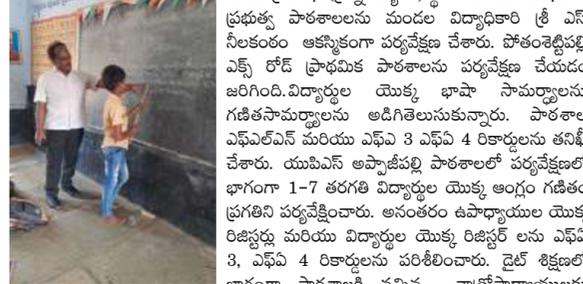 ప్రభుత్వ పాఠశాలలను మండల విద్యాధికారి శ్రీ ఎస్
నీలకంఠం ఆకస్మికంగా పర్యవేక్షణ చేశారు. పోతంశెట్టిపల్లి
ఎక్స్ రోడ్ ప్రాథమిక పాఠశాలను పర్యవేక్షణ చేయడం
జరిగింది.విద్యార్థుల యొక్క భాషా సామర్ధ్యాలను
గణితసామర్థ్యాలను అడిగితెలుసుకున్నారు. పాఠశాల
ఎఫ్ఎల్ఎన్ మరియు ఎఫ్ఎ 3 ఎఫ్ఏ 4 రికార్డులను తనిఖీ
చేశారు. యుపిఎస్ అప్పాజీపల్లి పాఠశాలలో పర్యవేక్షణలో
భాగంగా 1-7 తరగతి విద్యార్థుల యొక్క ఆంగ్లం గణితం
ప్రగతిని పర్యవేక్షించారు. అనంతరం ఉపాధ్యాయుల యొక్క
రిజిస్టర్లు మరియు విద్యార్థుల యొక్క రిజిస్టర్ లను ఎఫ్ఏ
3, ఎఫ్ఏ 4 రికార్డులను పరిశీలించారు. డైట్ శిక్షణలో